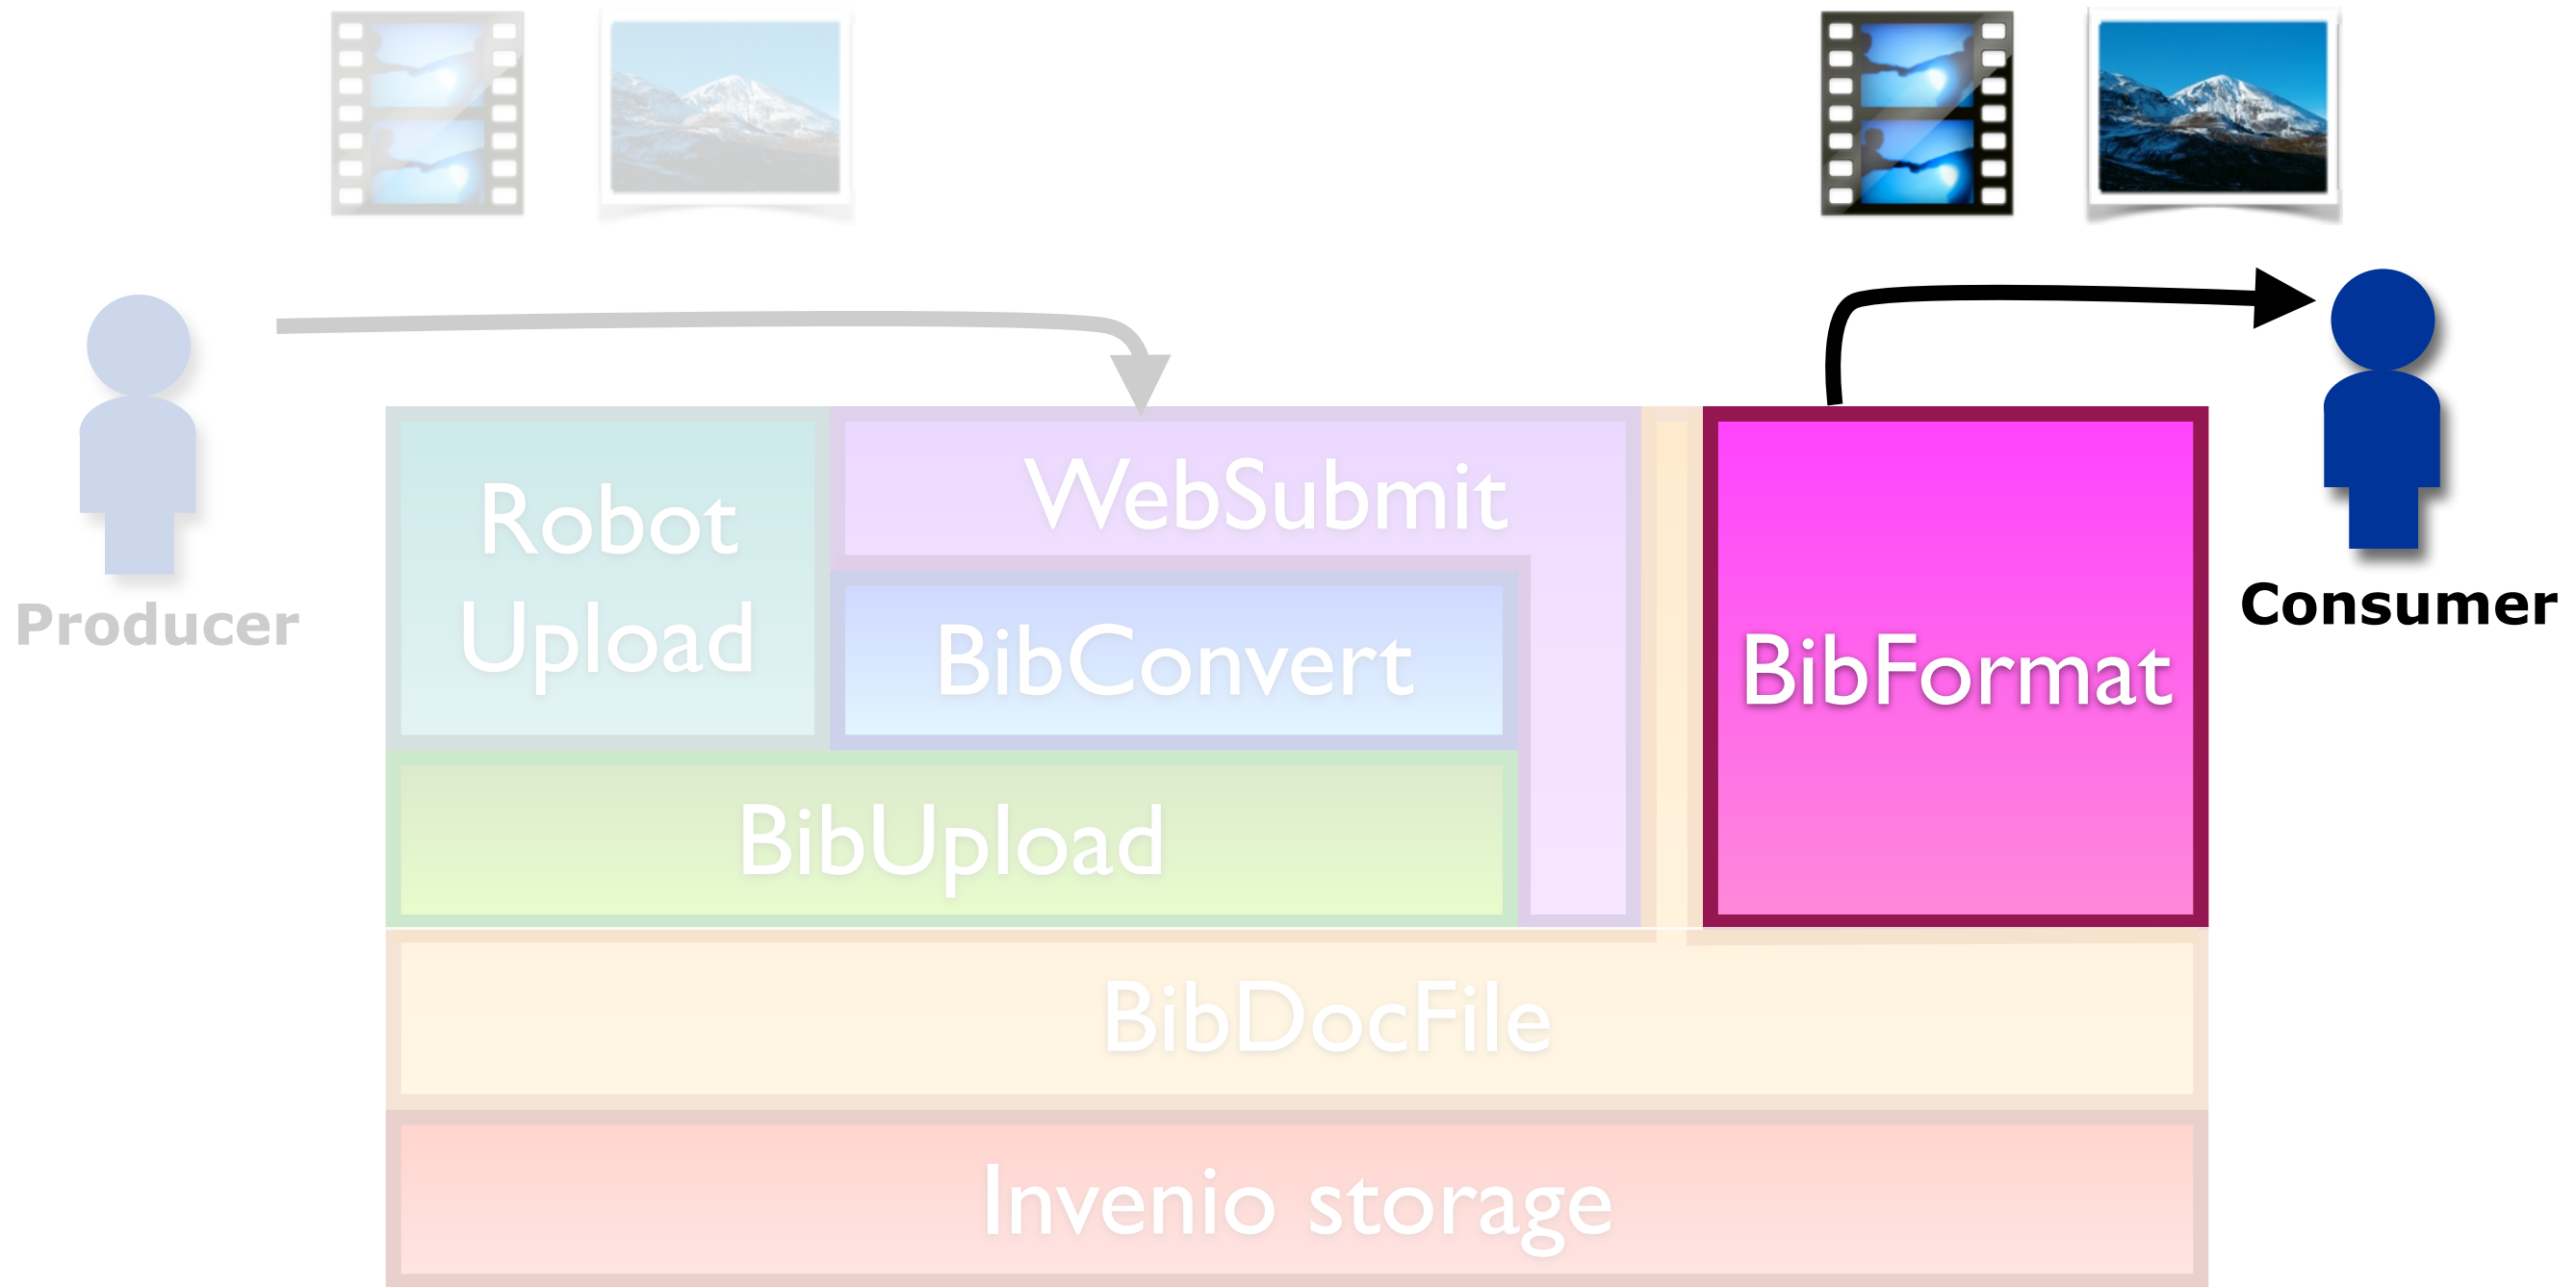 Producer
Robot
Upload
WebSubmit
BibConvert
BibUpload
BibFormat
Consumer
BibDocFile
Invenio storage